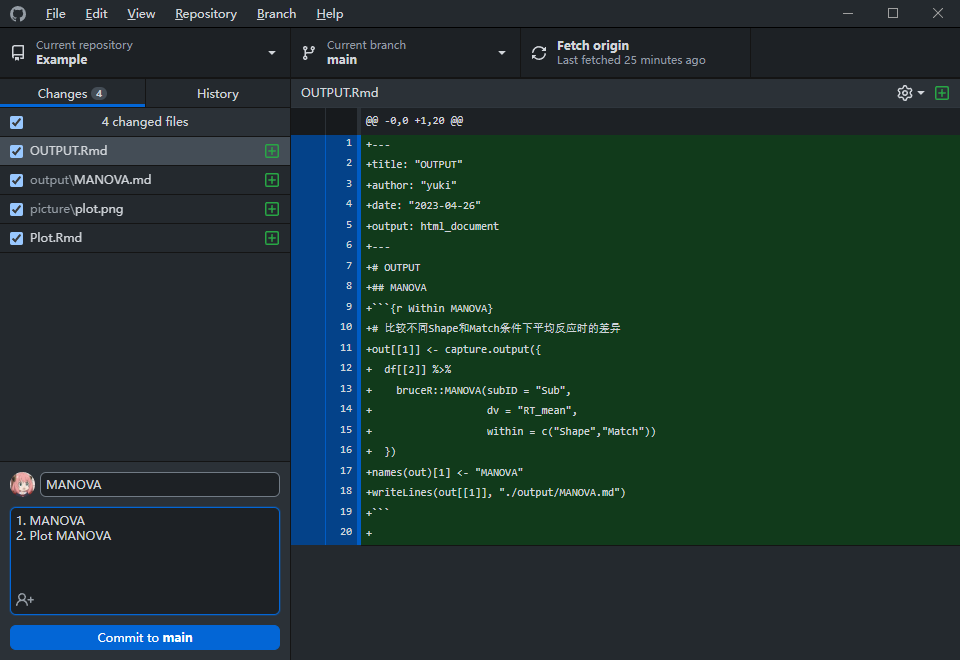 File Edit View Repository Branch Help
Current repository
Example
Current branch
main
Fetch origin
Last fetched 25 minutes ago
Changes 4
History
4 changed files
OUTPUT.Rmd
output\MANOVA.md
picture\plot.png
Plot.Rmd
MANOVA
1. MANOVA
2. Plot MANOVA
Commit to main
OUTPUT.Rmd
@@ -0,0 +1,20 @@
1 +---
2 +title: "OUTPUT"
3 +author: "yuki"
4 +date: "2023-04-26"
5 +output: html_document
6 +---
7 +# OUTPUT
8 +## MANOVA
9 +```{r Within MANOVA}
10 +# 比较不同Shape和Match条件下平均反应时的差异
11 +out[[1]] <- capture.output({
12 +  df[[2]] %>%
13 +    bruceR::MANOVA(subID = "Sub",
14 +                   dv = "RT_mean",
15 +                   within = c("Shape","Match"))
16 +  })
17 +names(out)[1] <- "MANOVA"
18 +writeLines(out[[1]], "./output/MANOVA.md")
19 +```
20 +